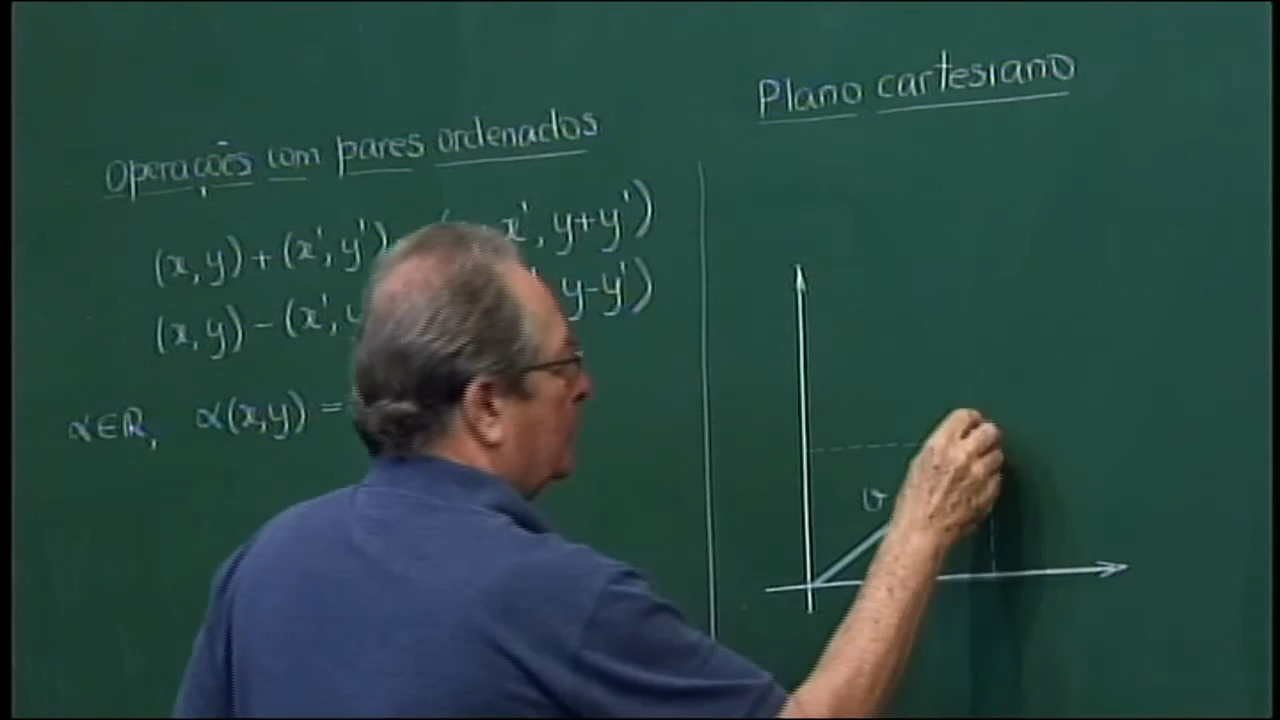 Operações com pares ordenados
(x,y)+(x',y') x', y+y')
(x,y)-(x', y-y')
α∈R, α(x,y) =
Plano cartesiano
v